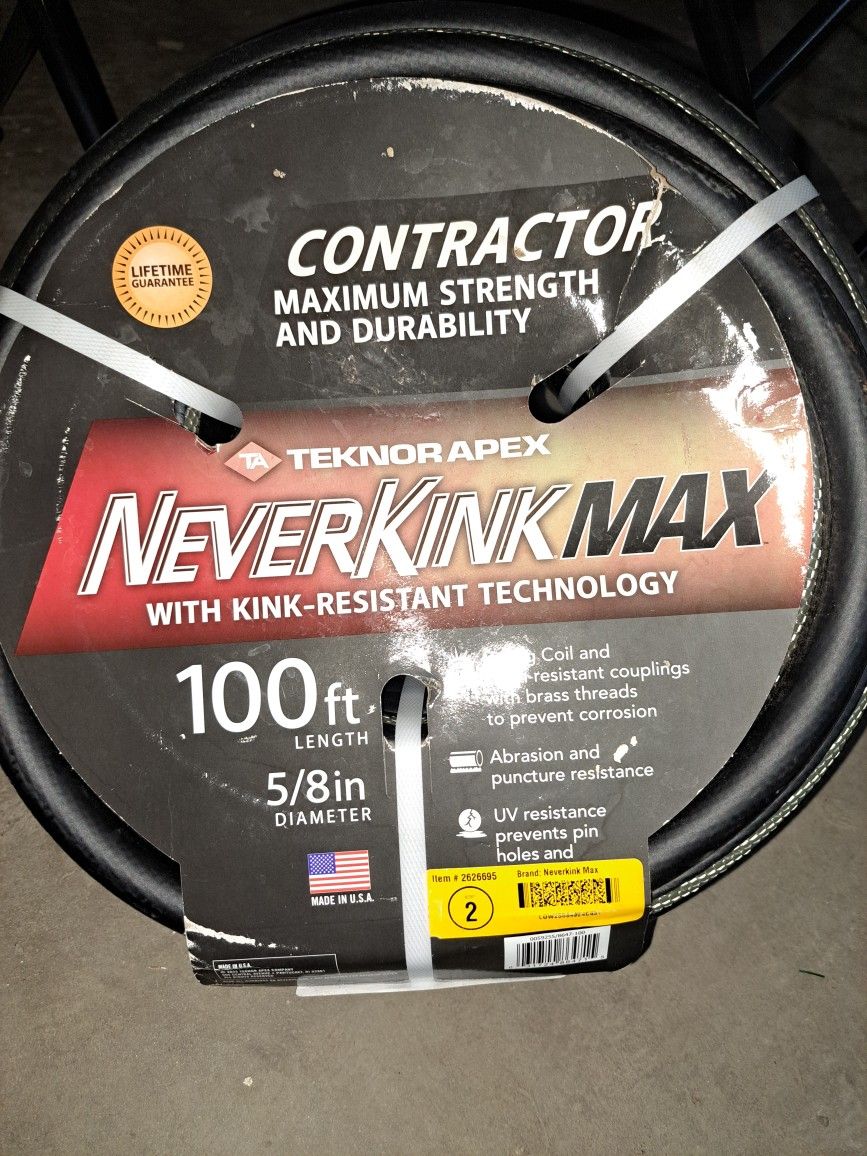 LIFETIME
GUARANTEE
CONTRACTOR
MAXIMUM STRENGTH
AND DURABILITY
TA TEKNOR APEX
NEVERKINK MAX
WITH KINK-RESISTANT TECHNOLOGY
100 ft
LENGTH
5/8in
DIAMETER
MADE IN U.S.A.
Coil and
-resistant couplings
with brass threads
to prevent corrosion
Abrasion and
puncture resistance
UV resistance
prevents pin
holes and
Item # 2626695
Brand: Neverkink Max
2
MADE IN U.S.A.